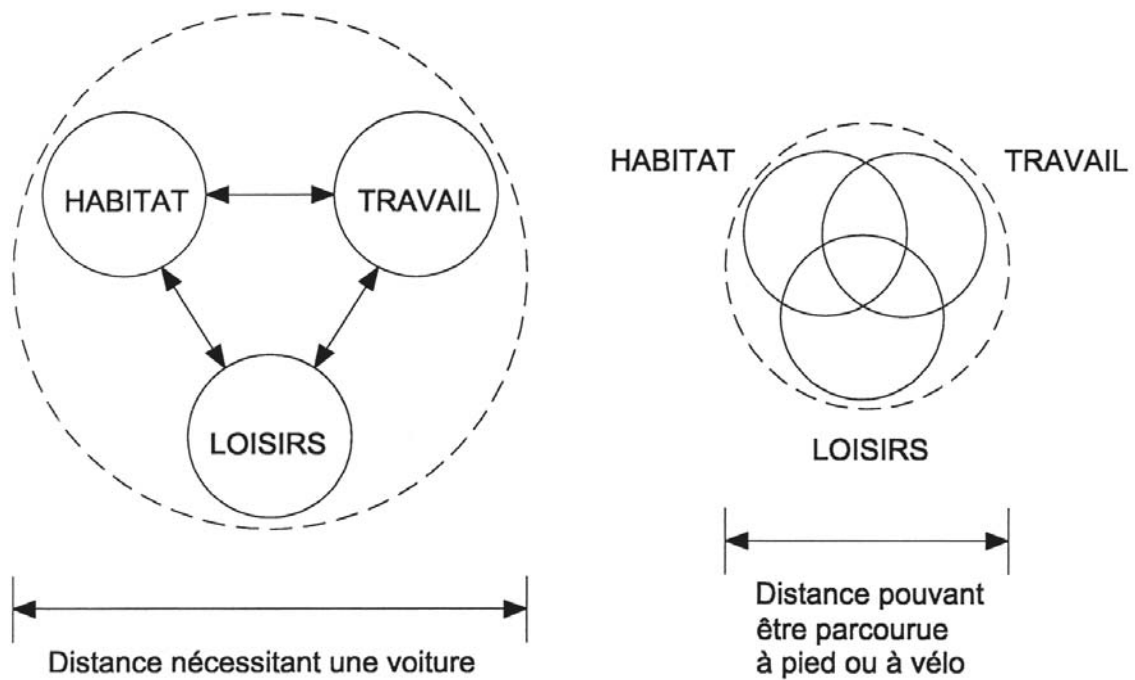 HABITAT
TRAVAIL
LOISIRS
Distance nécessitant une voiture
HABITAT
TRAVAIL
LOISIRS
Distance pouvant
être parcourue
à pied ou à vélo